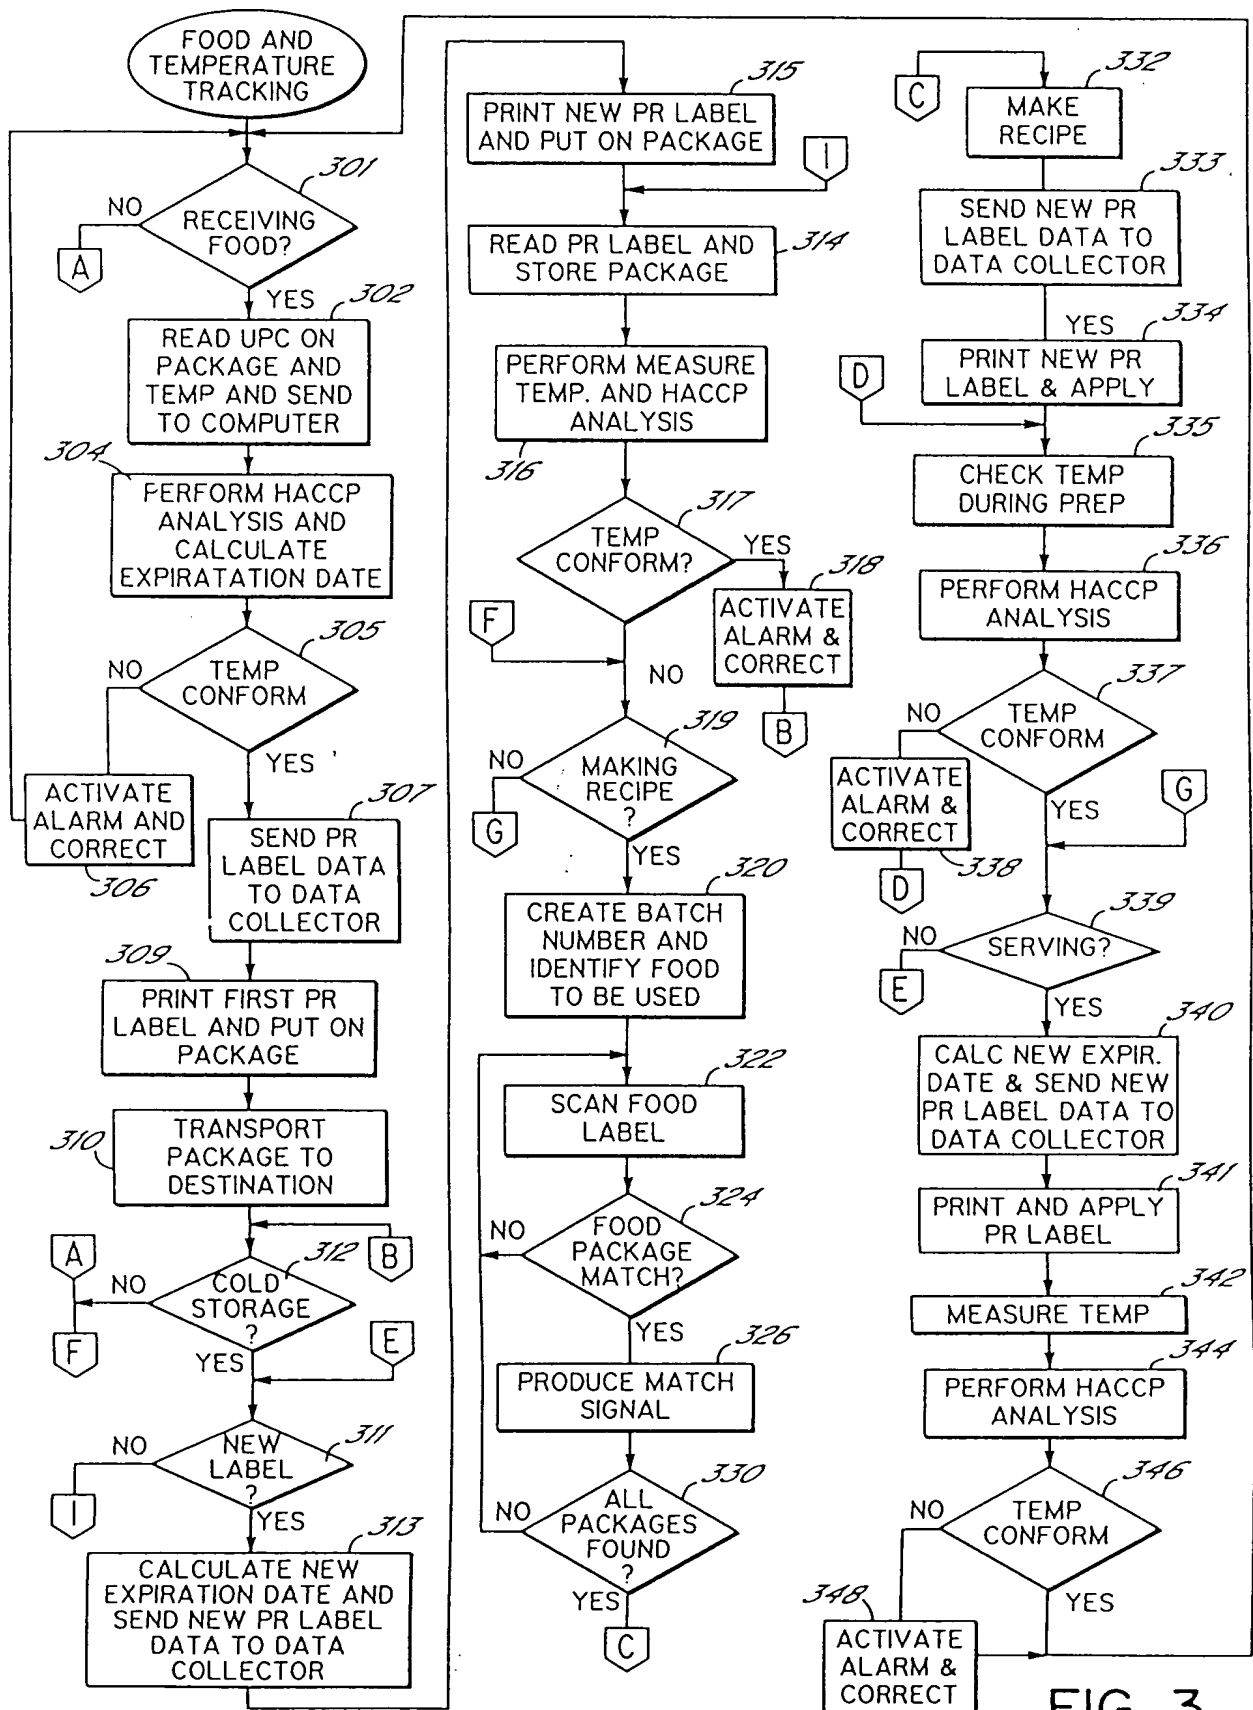 FOOD AND
TEMPERATURE
TRACKING
301
NO
RECEIVING
FOOD?
A
YES
302
READ UPC ON
PACKAGE AND
TEMP AND SEND
TO COMPUTER
304
PERFORM HACCP
ANALYSIS AND
CALCULATE
EXPIRATATION DATE
305
NO
TEMP
CONFORM
YES
ACTIVATE
ALARM AND
CORRECT
306
307
SEND PR
LABEL DATA
TO DATA
COLLECTOR
309
PRINT FIRST PR
LABEL AND PUT ON
PACKAGE
310
TRANSPORT
PACKAGE TO
DESTINATION
A
B
312
NO
COLD
STORAGE
?
F
YES
E
311
NO
NEW
LABEL
?
I
YES
313
CALCULATE NEW
EXPIRATION DATE AND
SEND NEW PR LABEL
DATA TO DATA
COLLECTOR
315
PRINT NEW PR LABEL
AND PUT ON PACKAGE
I
314
READ PR LABEL AND
STORE PACKAGE
PERFORM MEASURE
TEMP. AND HACCP
ANALYSIS
316
317
TEMP
CONFORM?
YES
318
ACTIVATE
ALARM &
CORRECT
B
F
NO
319
NO
MAKING
RECIPE
?
G
YES
320
CREATE BATCH
NUMBER AND
IDENTIFY FOOD
TO BE USED
322
SCAN FOOD
LABEL
324
NO
FOOD
PACKAGE
MATCH?
YES
326
PRODUCE MATCH
SIGNAL
330
NO
ALL
PACKAGES
FOUND
?
YES
C
C
332
MAKE
RECIPE
333
SEND NEW PR
LABEL DATA TO
DATA COLLECTOR
YES
334
PRINT NEW PR
LABEL & APPLY
D
335
CHECK TEMP
DURING PREP
336
PERFORM HACCP
ANALYSIS
337
NO
TEMP
CONFORM
ACTIVATE
ALARM &
CORRECT
338
D
YES
G
339
NO
SERVING?
E
YES
340
CALC NEW EXPIR.
DATE & SEND NEW
PR LABEL DATA TO
DATA COLLECTOR
341
PRINT AND APPLY
PR LABEL
342
MEASURE TEMP
344
PERFORM HACCP
ANALYSIS
346
NO
TEMP
CONFORM
YES
348
ACTIVATE
ALARM &
CORRECT
FIG. 3